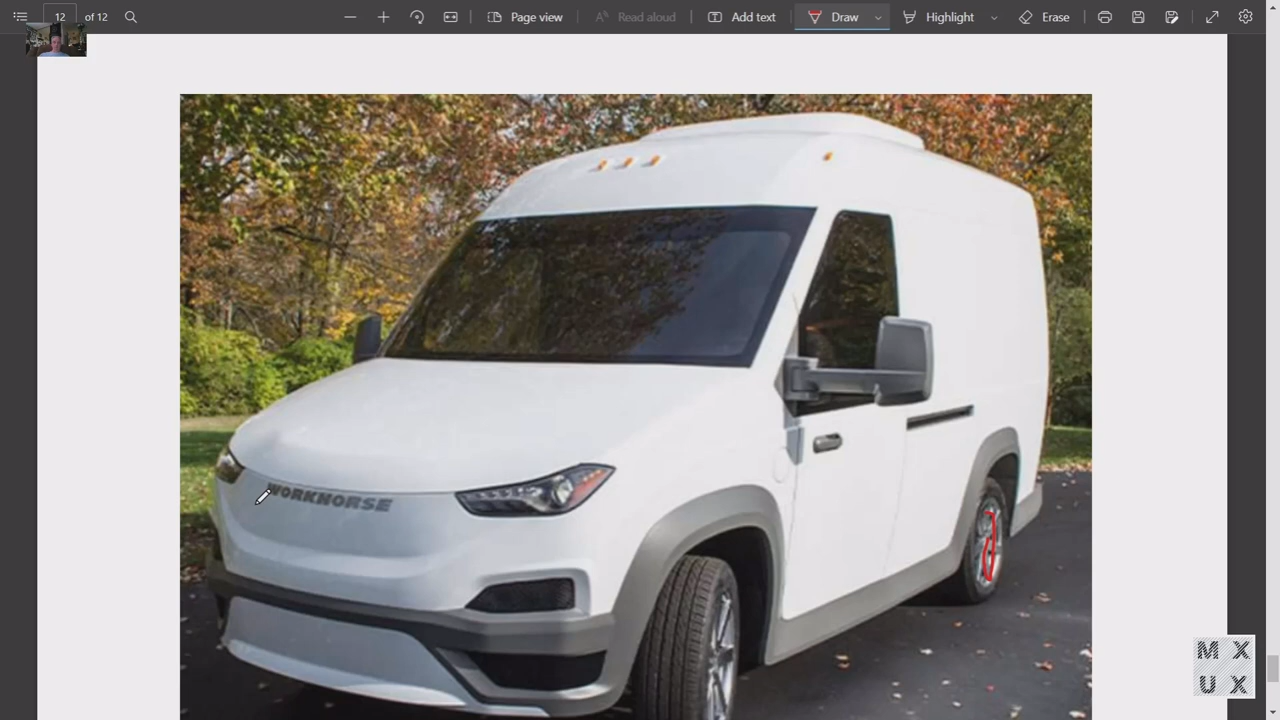 12 of 12 Page view Read aloud Add text Draw Highlight Erase
WORKHORSE
M X
U X